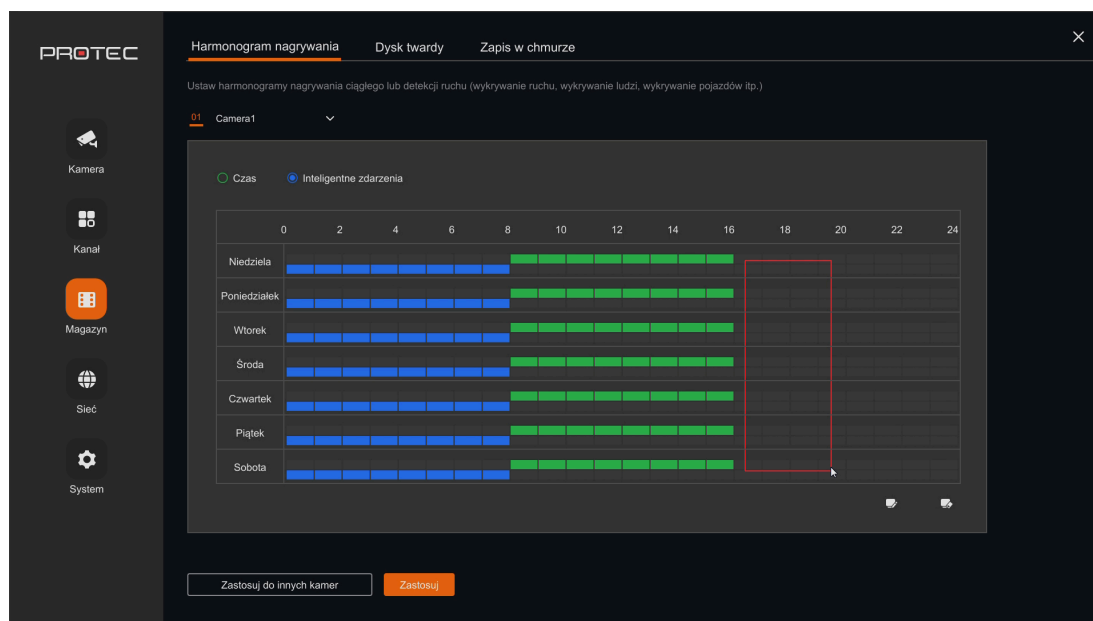 PROTEC
Harmonogram nagrywania Dysk twardy Zapis w chmurze
Ustaw harmonogramy nagrywania ciągłego lub detekcji ruchu (wykrywanie ruchu, wykrywanie ludzi, wykrywanie pojazdów itp.)
01 Camera1
Kamera
Czas Inteligentne zdarzenia
0 2 4 6 8 10 12 14 16 18 20 22 24
Kanał
Niedziela
Poniedziałek
Magazyn
Wtorek
Środa
Czwartek
Sieć
Piątek
Sobota
System
Zastosuj do innych kamer Zastosuj